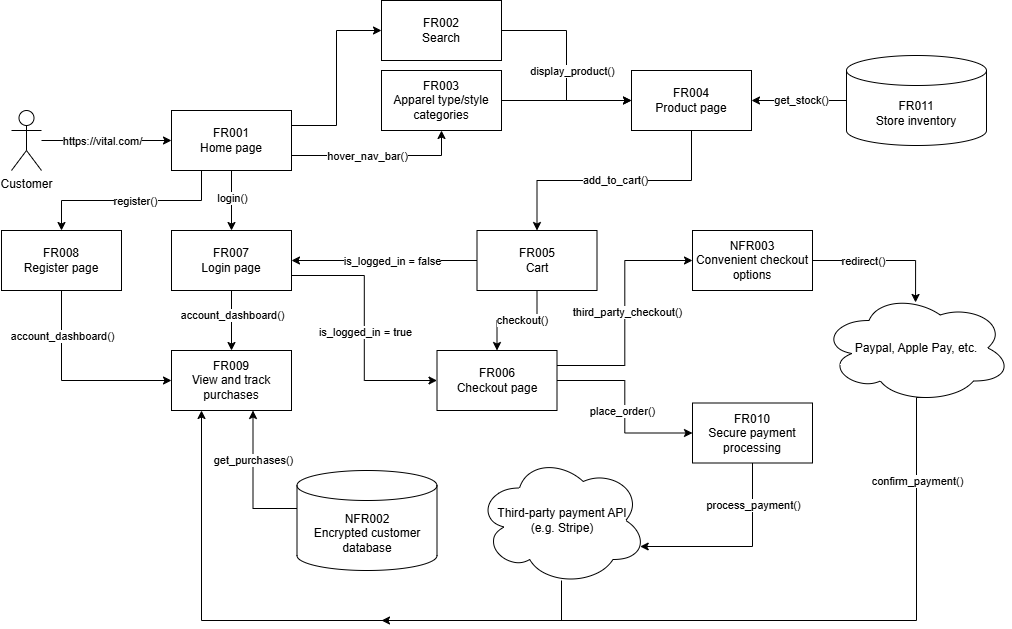 FR002
Search
display_product()
FR003
Apparel type/style
categories
FR004
Product page
get_stock()
FR011
Store inventory
Customer
https://vital.com/
FR001
Home page
hover_nav_bar()
add_to_cart()
register()
login()
FR008
Register page
FR007
Login page
is_logged_in = false
FR005
Cart
NFR003
Convenient checkout
options
redirect()
account_dashboard()
account_dashboard()
is_logged_in = true
checkout()
third_party_checkout()
Paypal, Apple Pay, etc.
FR009
View and track
purchases
FR006
Checkout page
place_order()
FR010
Secure payment
processing
get_purchases()
confirm_payment()
NFR002
Encrypted customer
database
Third-party payment API
(e.g. Stripe)
process_payment()